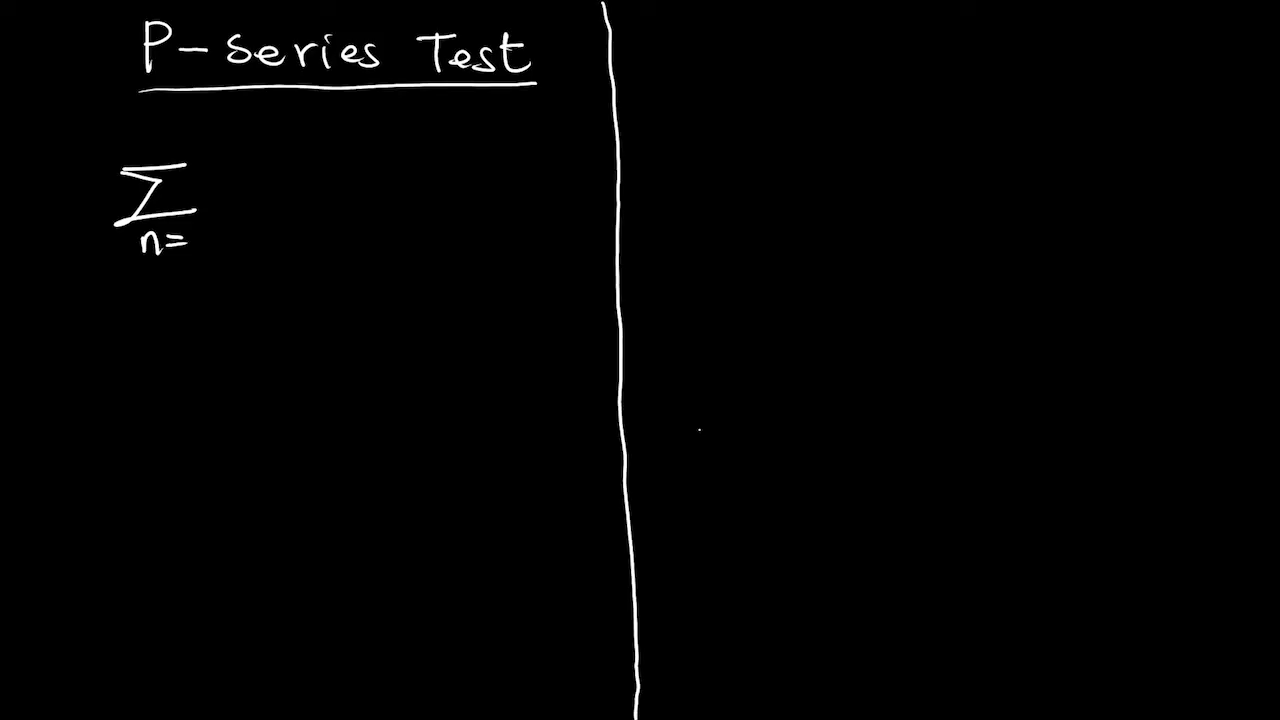 P-series Test
Σ
n=